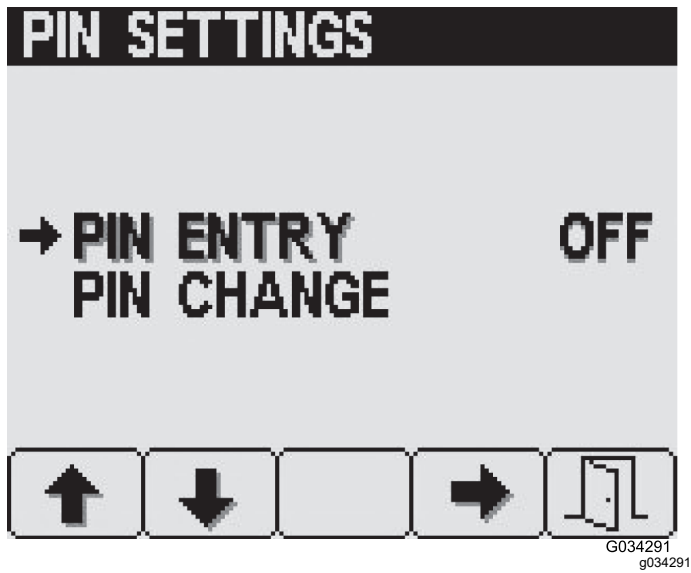 PIN SETTINGS
PIN ENTRY OFF
PIN CHANGE
G034291
g034291